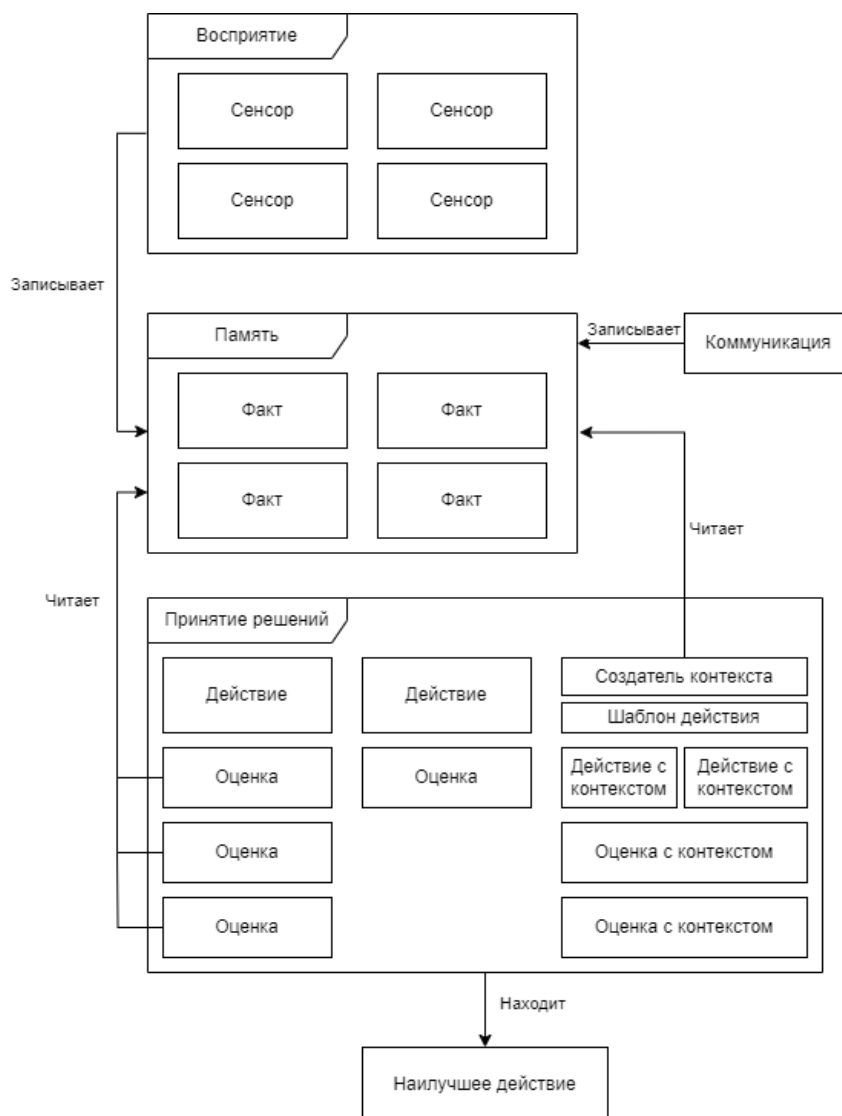 Восприятие
Сенсор
Сенсор
Сенсор
Сенсор
Записывает
Память
Записывает
Коммуникация
Факт
Факт
Факт
Факт
Читает
Читает
Принятие решений
Действие
Действие
Создатель контекста
Шаблон действия
Оценка
Оценка
Действие с
контекстом
Действие с
контекстом
Оценка
Оценка с контекстом
Оценка
Оценка с контекстом
Находит
Наилучшее действие